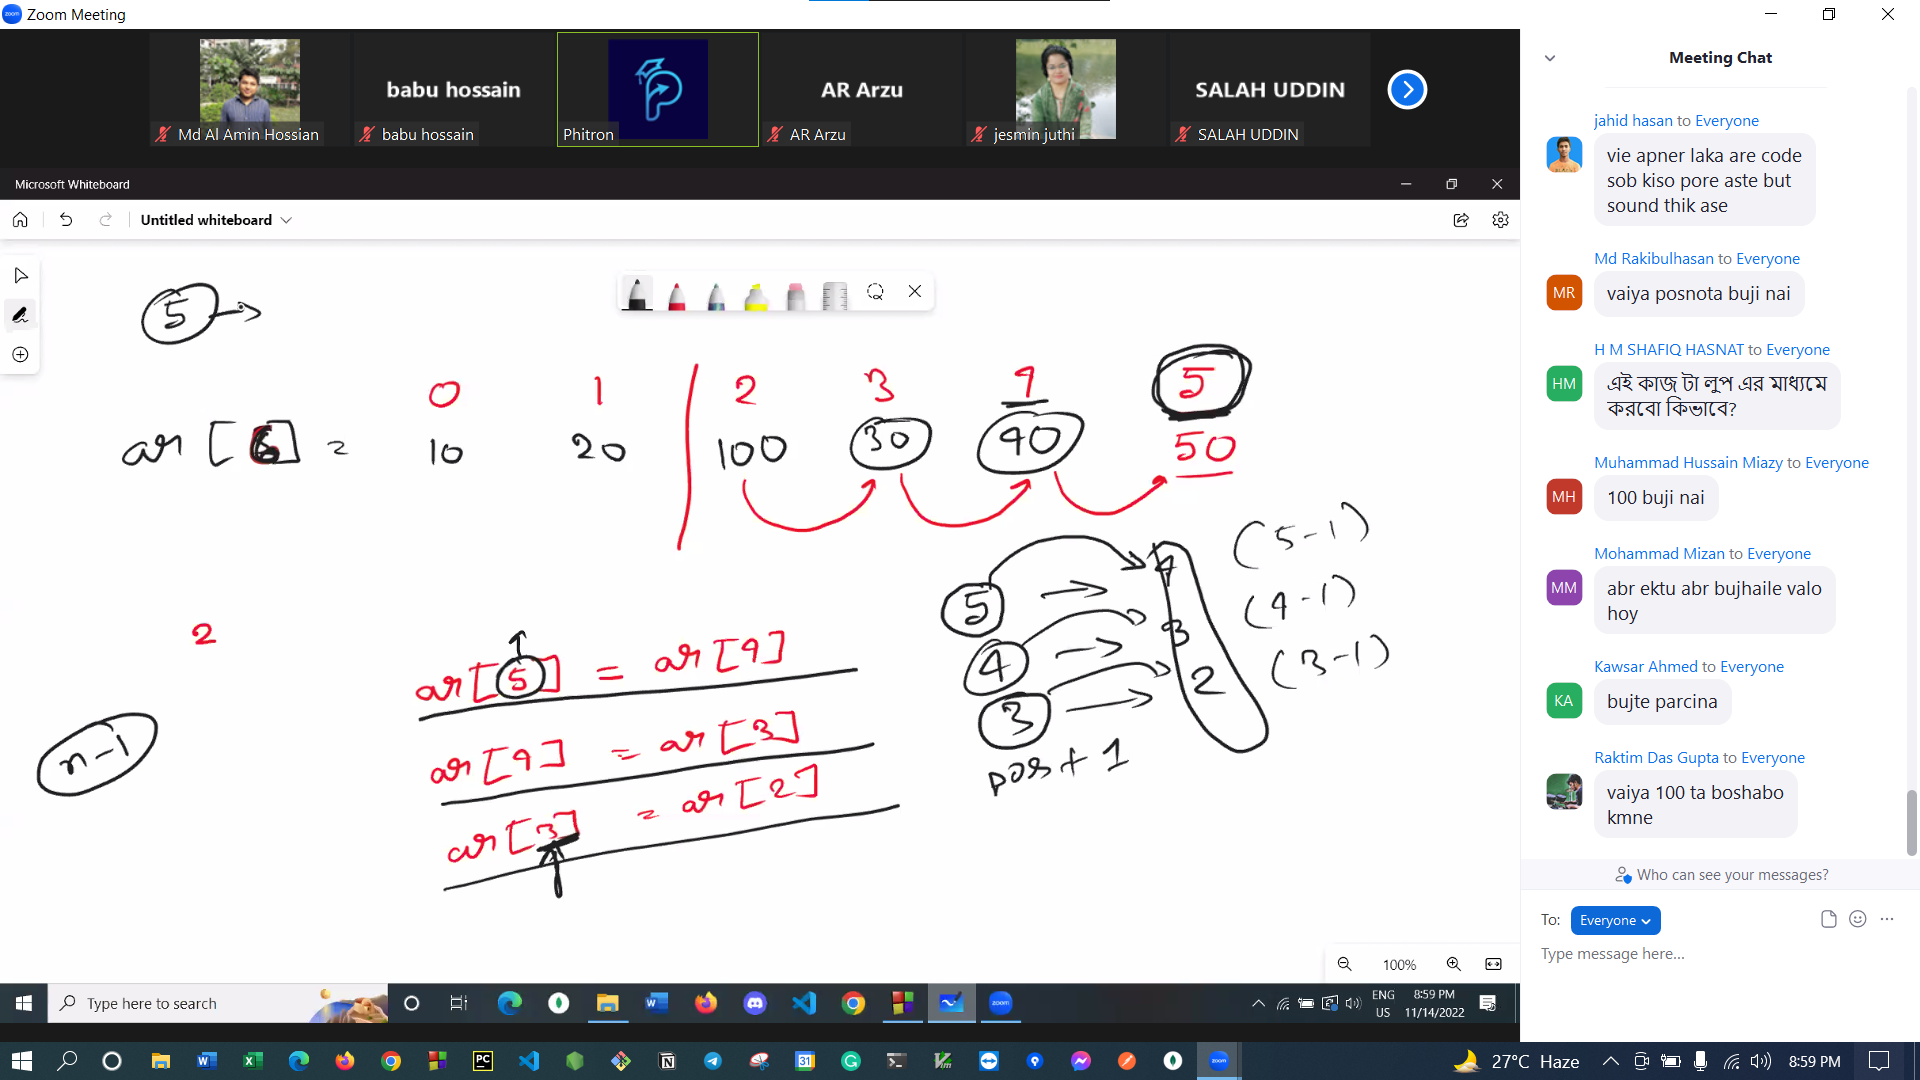 Zoom Meeting
babu hossain
AR Arzu
SALAH UDDIN
Md Al Amin Hossian
babu hossain
Phitron
AR Arzu
jesmin juthi
SALAH UDDIN
Microsoft Whiteboard
Untitled whiteboard
5
0 1 2 3 4 5
ar [6] = 10 20 100 30 40 50
(5-1)
5 4
(4-1)
4 3
(3-1)
3 2
pos+1
2
ar[5] = ar[4]
n-1
ar[4] = ar[3]
ar[3] = ar[2]
100%
Type here to search
ENG
US
8:59 PM
11/14/2022
Meeting Chat
jahid hasan to Everyone
vie apner laka are code
sob kiso pore aste but
sound thik ase
Md Rakibulhasan to Everyone
MR
vaiya posnota buji nai
H M SHAFIQ HASNAT to Everyone
HM
এই কাজ টা লুপ এর মাধ্যমে
করবো কিভাবে?
Muhammad Hussain Miazy to Everyone
MH
100 buji nai
Mohammad Mizan to Everyone
MM
abr ektu abr bujhaile valo
hoy
Kawsar Ahmed to Everyone
KA
bujte parcina
Raktim Das Gupta to Everyone
vaiya 100 ta boshabo
kmne
Who can see your messages?
To: Everyone
Type message here...
27°C Haze
8:59 PM